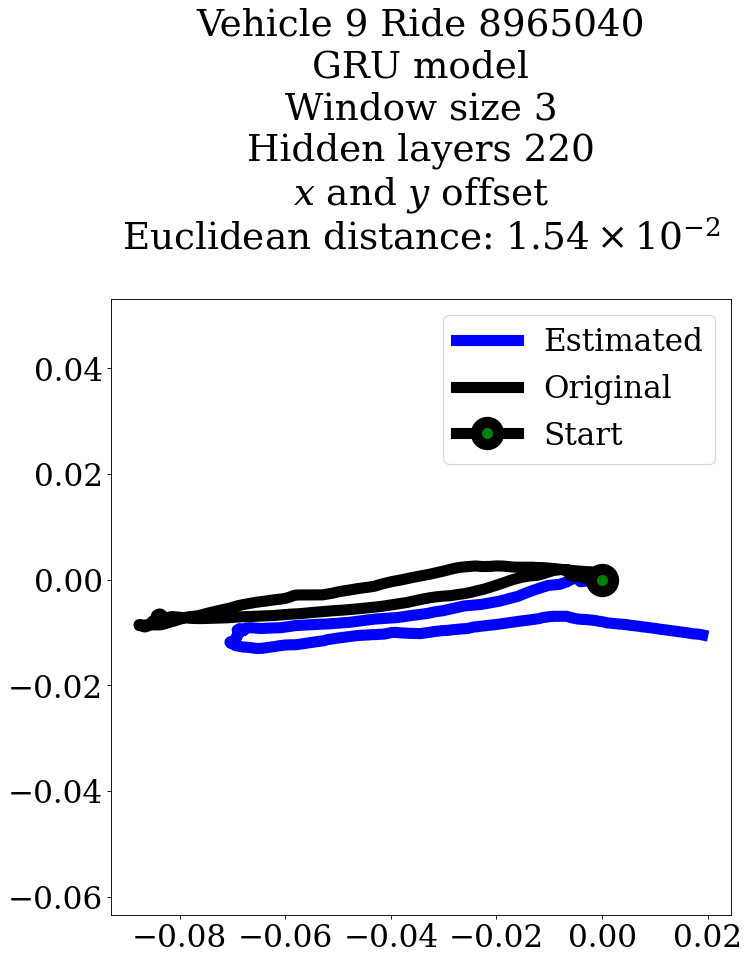 Vehicle 9 Ride 8965040
GRU model
Window size 3
Hidden layers 220
x and y offset
Euclidean distance: 1.54 × 10⁻²
Estimated
Original
Start
0.04
0.02
0.00
−0.02
−0.04
−0.06
−0.08 −0.06 −0.04 −0.02 0.00 0.02